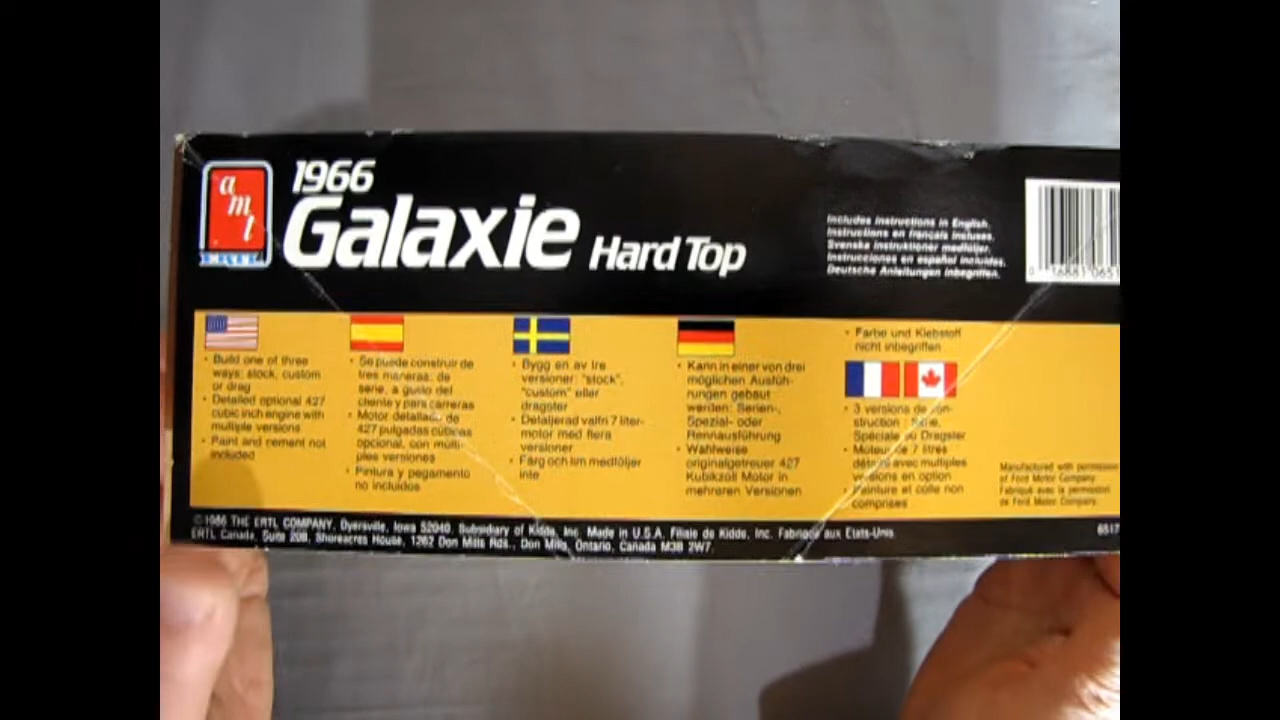 amt
ERTL
1966
Galaxie Hard Top
Includes instructions in English.
Instructions en français incluses.
Svenska instruktioner medföljer.
Instrucciones en español incluidas.
Deutsche Anleitungen inbegriffen.
• Build one of three
ways: stock, custom
or drag
• Detailed optional 427
cubic inch engine with
multiple versions
• Paint and cement not
included
• Se puede construir de
tres maneras: de
serie, a gusto del
cliente y para carreras
• Motor detallado de
427 pulgadas cúbicas
opcional, con múlti-
ples versiones
• Pintura y pegamento
no incluidos
• Bygg en av tre
versioner: "stock",
"custom" eller
dragster
• Detaljerad valfri 7 liter-
motor med flera
versioner
• Färg och lim medföljer
inte
• Kann in einer von drei
möglichen Ausfüh-
rungen gebaut
werden: Serien-,
Spezial- oder
Rennausführung
• Wahlweise
originalgetreuer 427
Kubikzoll Motor in
mehreren Versionen
• Farbe und Klebstoff
nicht inbegriffen
• 3 versions de con-
struction : Série,
Spéciale ou Dragster
• Moteur de 7 litres
détaillé avec multiples
versions en option
• Peinture et colle non
comprises
Manufactured with permission
of Ford Motor Company.
Fabriqué avec la permission
de Ford Motor Company.
©1986 THE ERTL COMPANY, Dyersville, Iowa 52040. Subsidiary of Kidde, Inc. Made in U.S.A. Filiale de Kidde, Inc. Fabriqué aux Etats-Unis
ERTL Canada, Suite 208, Shoreacres House, 1262 Don Mills Rds., Don Mills, Ontario, Canada M3B 2W7.